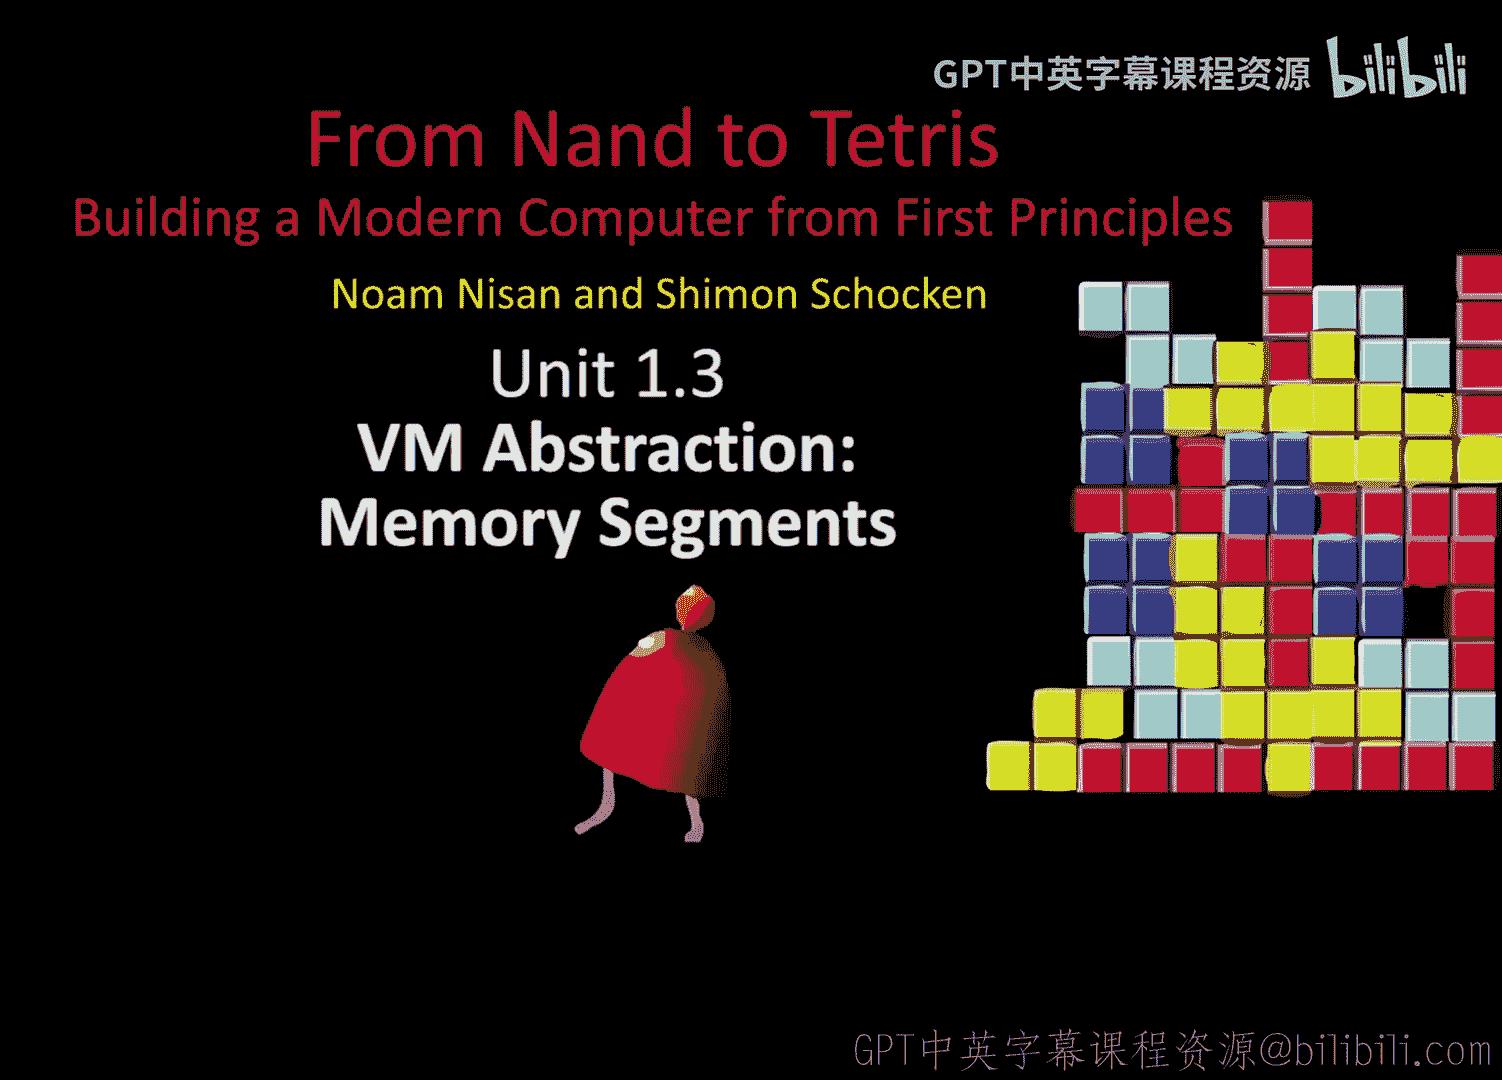 GPT中英字幕课程资源 bilibili
From Nand to Tetris
Building a Modern Computer from First Principles
Noam Nisan and Shimon Schocken
Unit 1.3
VM Abstraction:
Memory Segments
GPT中英字幕课程资源@bilibili.com